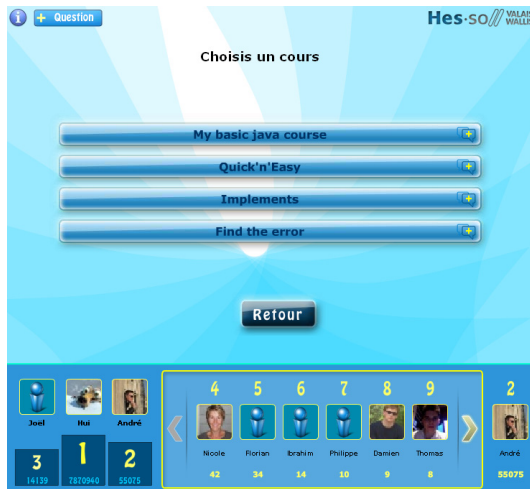 i
+ Question
Hes·so// VALAIS
WALLIS
Choisis un cours
My basic java course
Quick'n'Easy
Implements
Find the error
Retour
Joël
Hui
André
3
14139
1
7870940
2
55075
4
5
6
7
8
9
Nicole
Florian
Ibrahim
Philippe
Damien
Thomas
42
34
14
10
9
8
2
André
55075